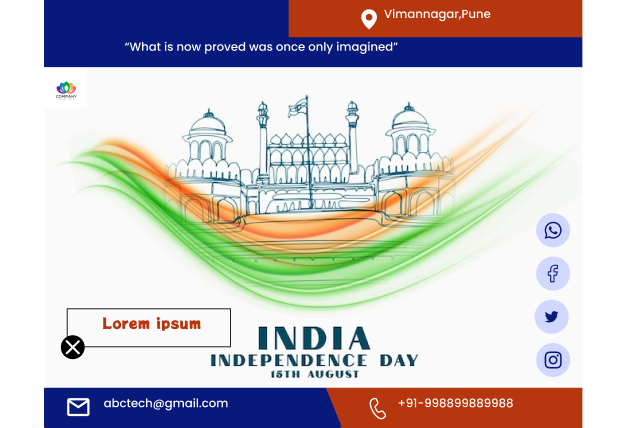 Vimannagar,Pune
“What is now proved was once only imagined”
COMPANY
Lorem ipsum
INDIA
INDEPENDENCE DAY
15TH AUGUST
abctech@gmail.com
+91-998899889988